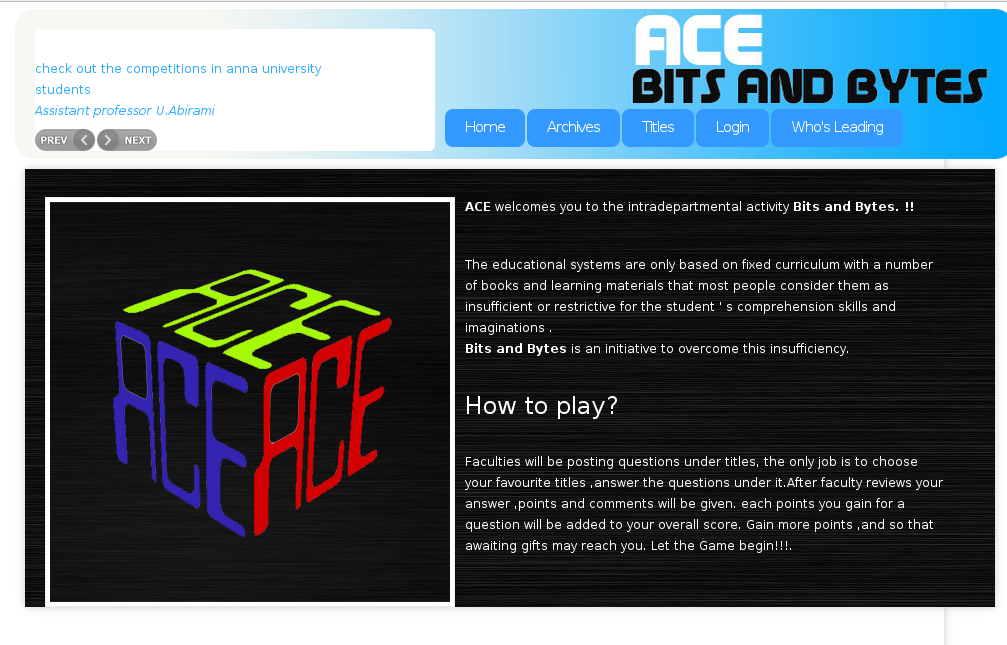 check out the competitions in anna university
students
Assistant professor U.Abirami
PREV NEXT
ACE
BITS AND BYTES
Home Archives Titles Login Who's Leading
ACE
ACE
ACE
ACE welcomes you to the intradepartmental activity Bits and Bytes. !!
The educational systems are only based on fixed curriculum with a number
of books and learning materials that most people consider them as
insufficient or restrictive for the student ' s comprehension skills and
imaginations .
Bits and Bytes is an initiative to overcome this insufficiency.
How to play?
Faculties will be posting questions under titles, the only job is to choose
your favourite titles ,answer the questions under it.After faculty reviews your
answer ,points and comments will be given. each points you gain for a
question will be added to your overall score. Gain more points ,and so that
awaiting gifts may reach you. Let the Game begin!!!.